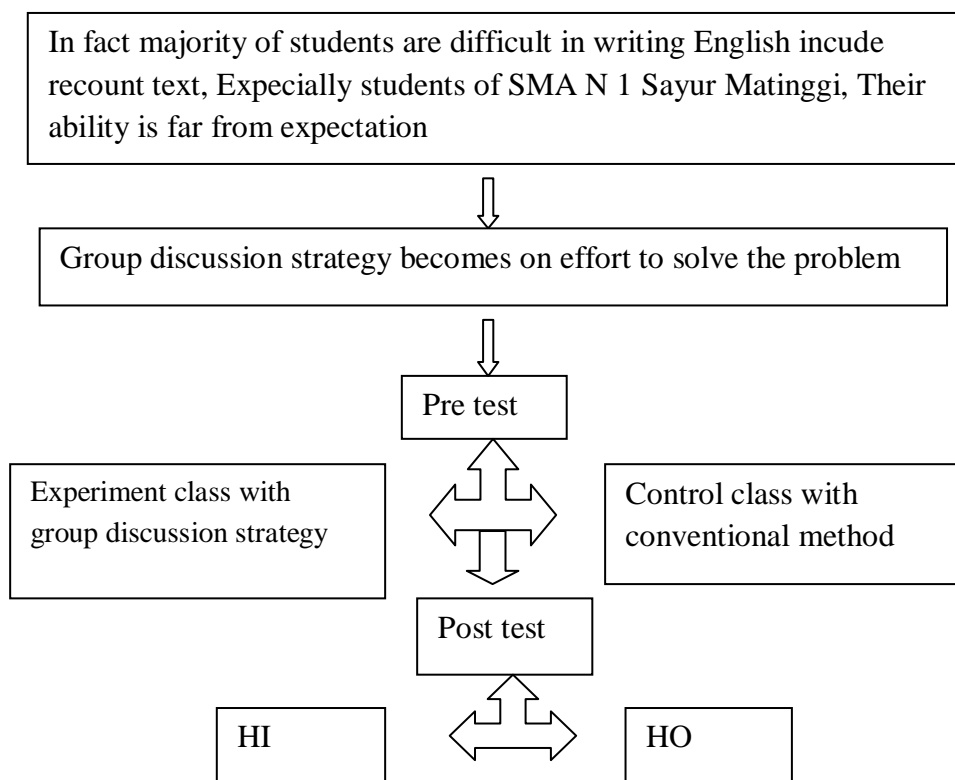 In fact majority of students are difficult in writing English incude
recount text, Expecially students of SMA N 1 Sayur Matinggi, Their
ability is far from expectation
Group discussion strategy becomes on effort to solve the problem
Pre test
Experiment class with
group discussion strategy
Control class with
conventional method
Post test
HI
HO